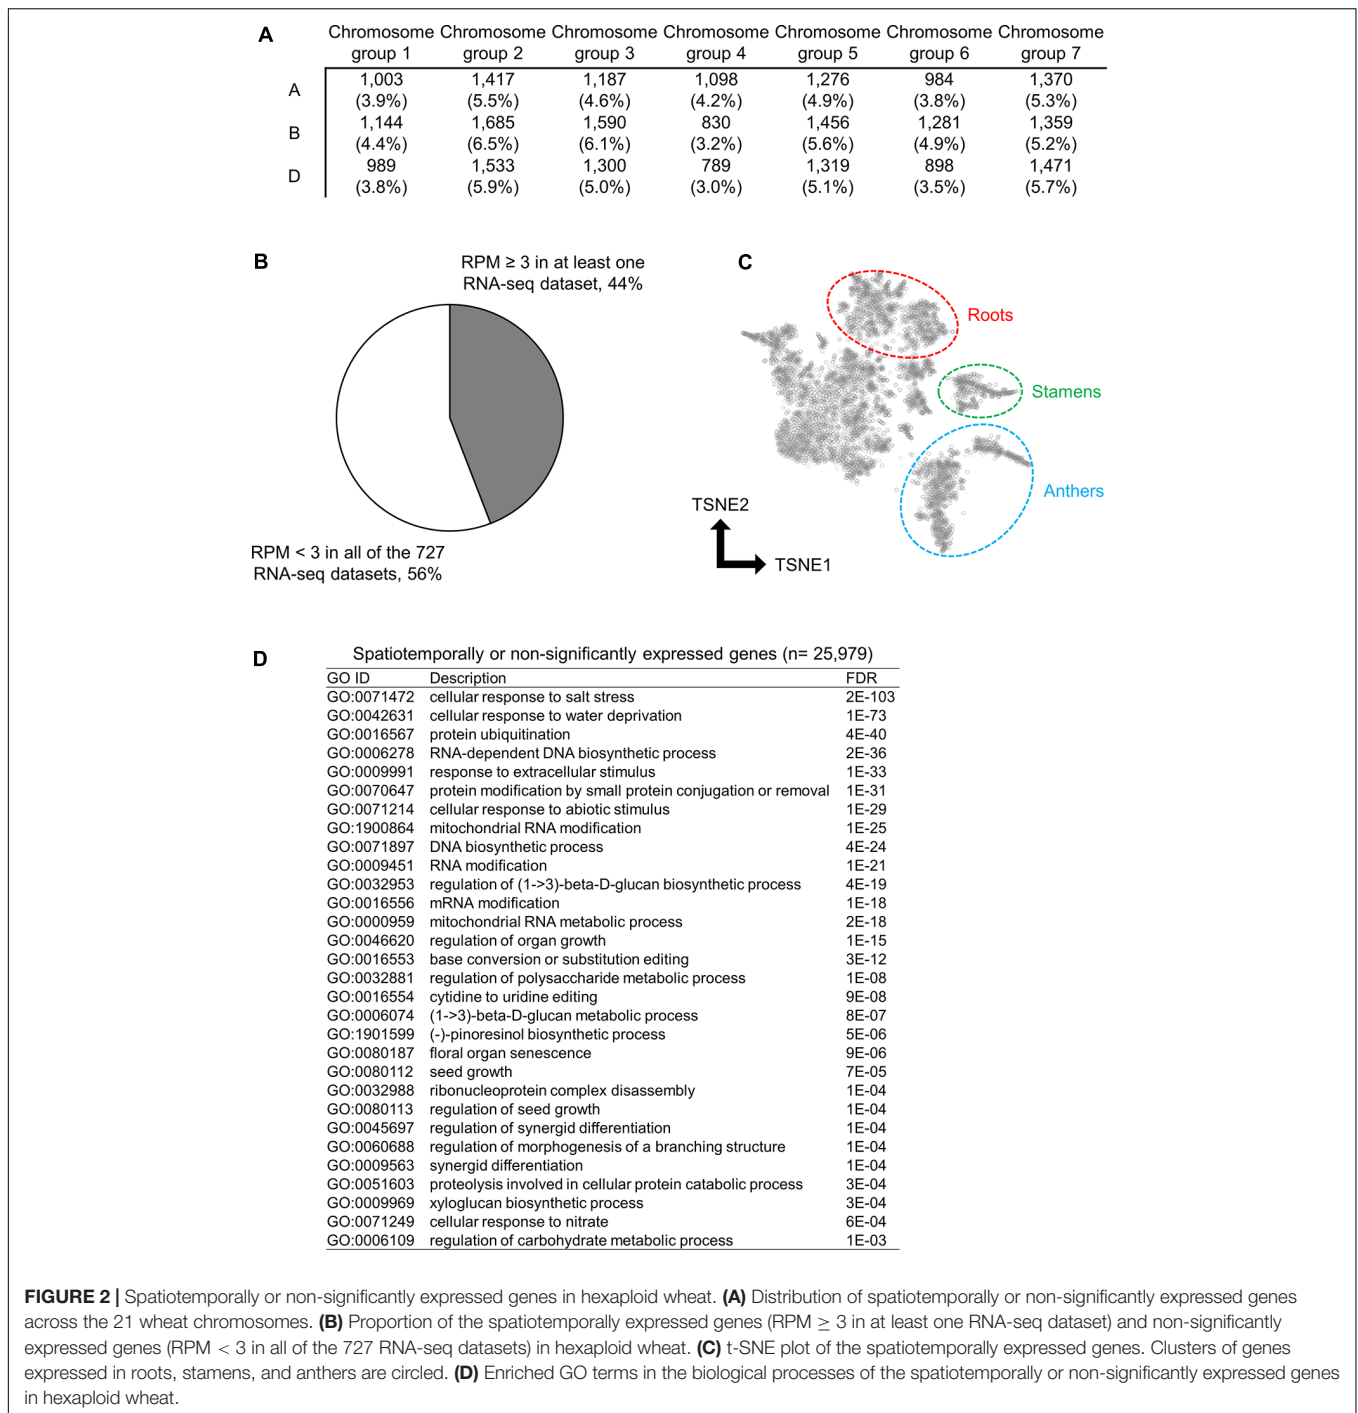 A
Chromosome Chromosome Chromosome Chromosome Chromosome Chromosome Chromosome
group 1 group 2 group 3 group 4 group 5 group 6 group 7
A
1,003 1,417 1,187 1,098 1,276 984 1,370
(3.9%) (5.5%) (4.6%) (4.2%) (4.9%) (3.8%) (5.3%)
B
1,144 1,685 1,590 830 1,456 1,281 1,359
(4.4%) (6.5%) (6.1%) (3.2%) (5.6%) (4.9%) (5.2%)
D
989 1,533 1,300 789 1,319 898 1,471
(3.8%) (5.9%) (5.0%) (3.0%) (5.1%) (3.5%) (5.7%)
B
RPM ≥ 3 in at least one
RNA-seq dataset, 44%
RPM < 3 in all of the 727
RNA-seq datasets, 56%
C
Roots
Stamens
Anthers
TSNE2
TSNE1
D
Spatiotemporally or non-significantly expressed genes (n= 25,979)
GO ID Description FDR
GO:0071472 cellular response to salt stress 2E-103
GO:0042631 cellular response to water deprivation 1E-73
GO:0016567 protein ubiquitination 4E-40
GO:0006278 RNA-dependent DNA biosynthetic process 2E-36
GO:0009991 response to extracellular stimulus 1E-33
GO:0070647 protein modification by small protein conjugation or removal 1E-31
GO:0071214 cellular response to abiotic stimulus 1E-29
GO:1900864 mitochondrial RNA modification 1E-25
GO:0071897 DNA biosynthetic process 4E-24
GO:0009451 RNA modification 1E-21
GO:0032953 regulation of (1->3)-beta-D-glucan biosynthetic process 4E-19
GO:0016556 mRNA modification 1E-18
GO:0000959 mitochondrial RNA metabolic process 2E-18
GO:0046620 regulation of organ growth 1E-15
GO:0016553 base conversion or substitution editing 3E-12
GO:0032881 regulation of polysaccharide metabolic process 1E-08
GO:0016554 cytidine to uridine editing 9E-08
GO:0006074 (1->3)-beta-D-glucan metabolic process 8E-07
GO:1901599 (-)-pinoresinol biosynthetic process 5E-06
GO:0080187 floral organ senescence 9E-06
GO:0080112 seed growth 7E-05
GO:0032988 ribonucleoprotein complex disassembly 1E-04
GO:0080113 regulation of seed growth 1E-04
GO:0045697 regulation of synergid differentiation 1E-04
GO:0060688 regulation of morphogenesis of a branching structure 1E-04
GO:0009563 synergid differentiation 1E-04
GO:0051603 proteolysis involved in cellular protein catabolic process 3E-04
GO:0009969 xyloglucan biosynthetic process 3E-04
GO:0071249 cellular response to nitrate 6E-04
GO:0006109 regulation of carbohydrate metabolic process 1E-03
FIGURE 2 | Spatiotemporally or non-significantly expressed genes in hexaploid wheat. (A) Distribution of spatiotemporally or non-significantly expressed genes
across the 21 wheat chromosomes. (B) Proportion of the spatiotemporally expressed genes (RPM ≥ 3 in at least one RNA-seq dataset) and non-significantly
expressed genes (RPM < 3 in all of the 727 RNA-seq datasets) in hexaploid wheat. (C) t-SNE plot of the spatiotemporally expressed genes. Clusters of genes
expressed in roots, stamens, and anthers are circled. (D) Enriched GO terms in the biological processes of the spatiotemporally or non-significantly expressed genes
in hexaploid wheat.